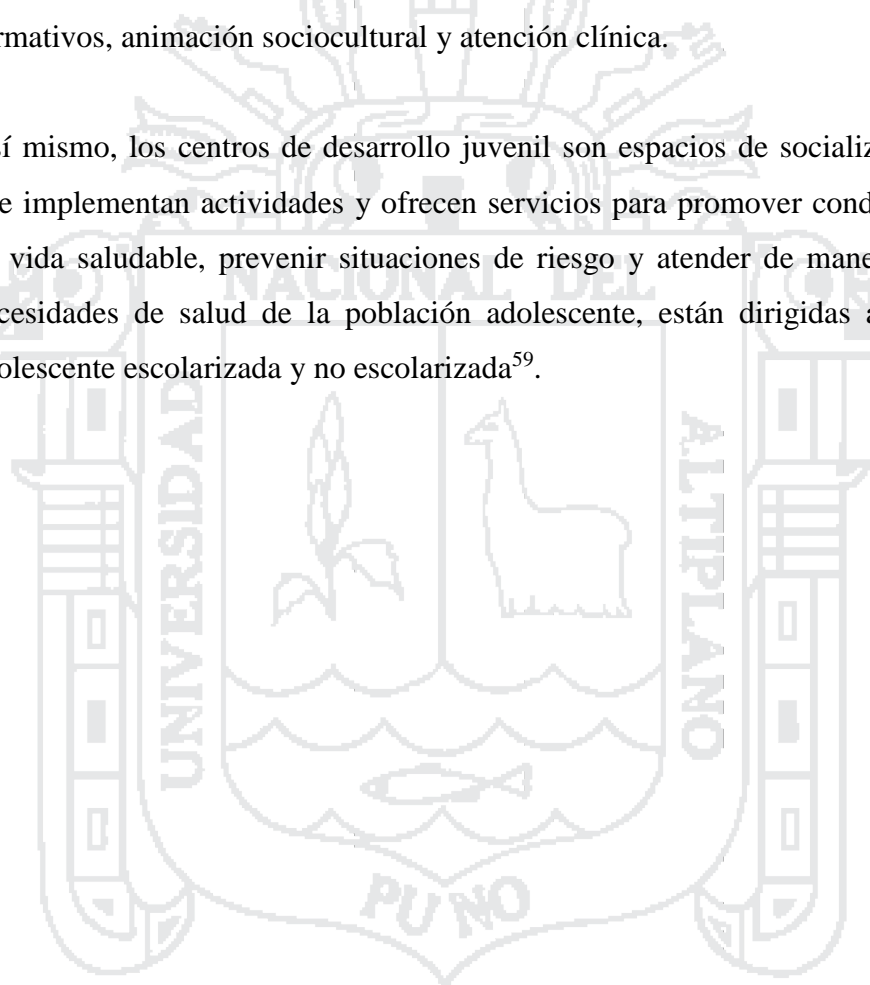 rmativos, animación sociocultural y atención clínica.
sí mismo, los centros de desarrollo juvenil son espacios de socializ
e implementan actividades y ofrecen servicios para promover cond
vida saludable, prevenir situaciones de riesgo y atender de mane
cesidades de salud de la población adolescente, están dirigidas a
olescente escolarizada y no escolarizada59.
NACIONAL DEL
UNIVERSIDAD
ALTIPLANO
PUNO